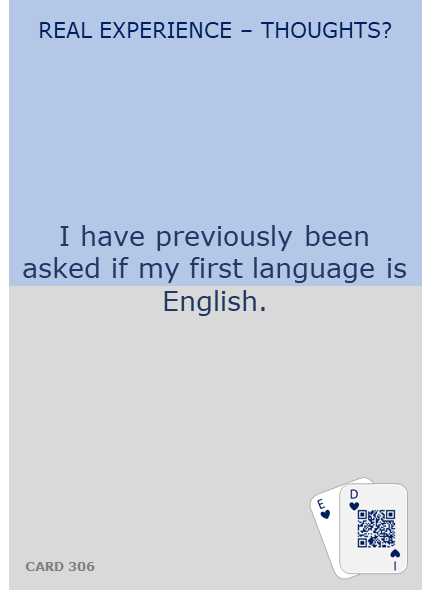 REAL EXPERIENCE – THOUGHTS?
I have previously been
asked if my first language is
English.
E
D
I
CARD 306